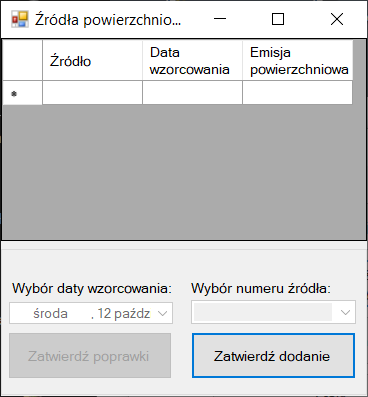 Źródła powierzchnio...
Źródło
Data
wzorcowania
Emisja
powierzchniowa
*
Wybór daty wzorcowania:
Wybór numeru źródła:
środa , 12 paźdz
Zatwierdź poprawki
Zatwierdź dodanie